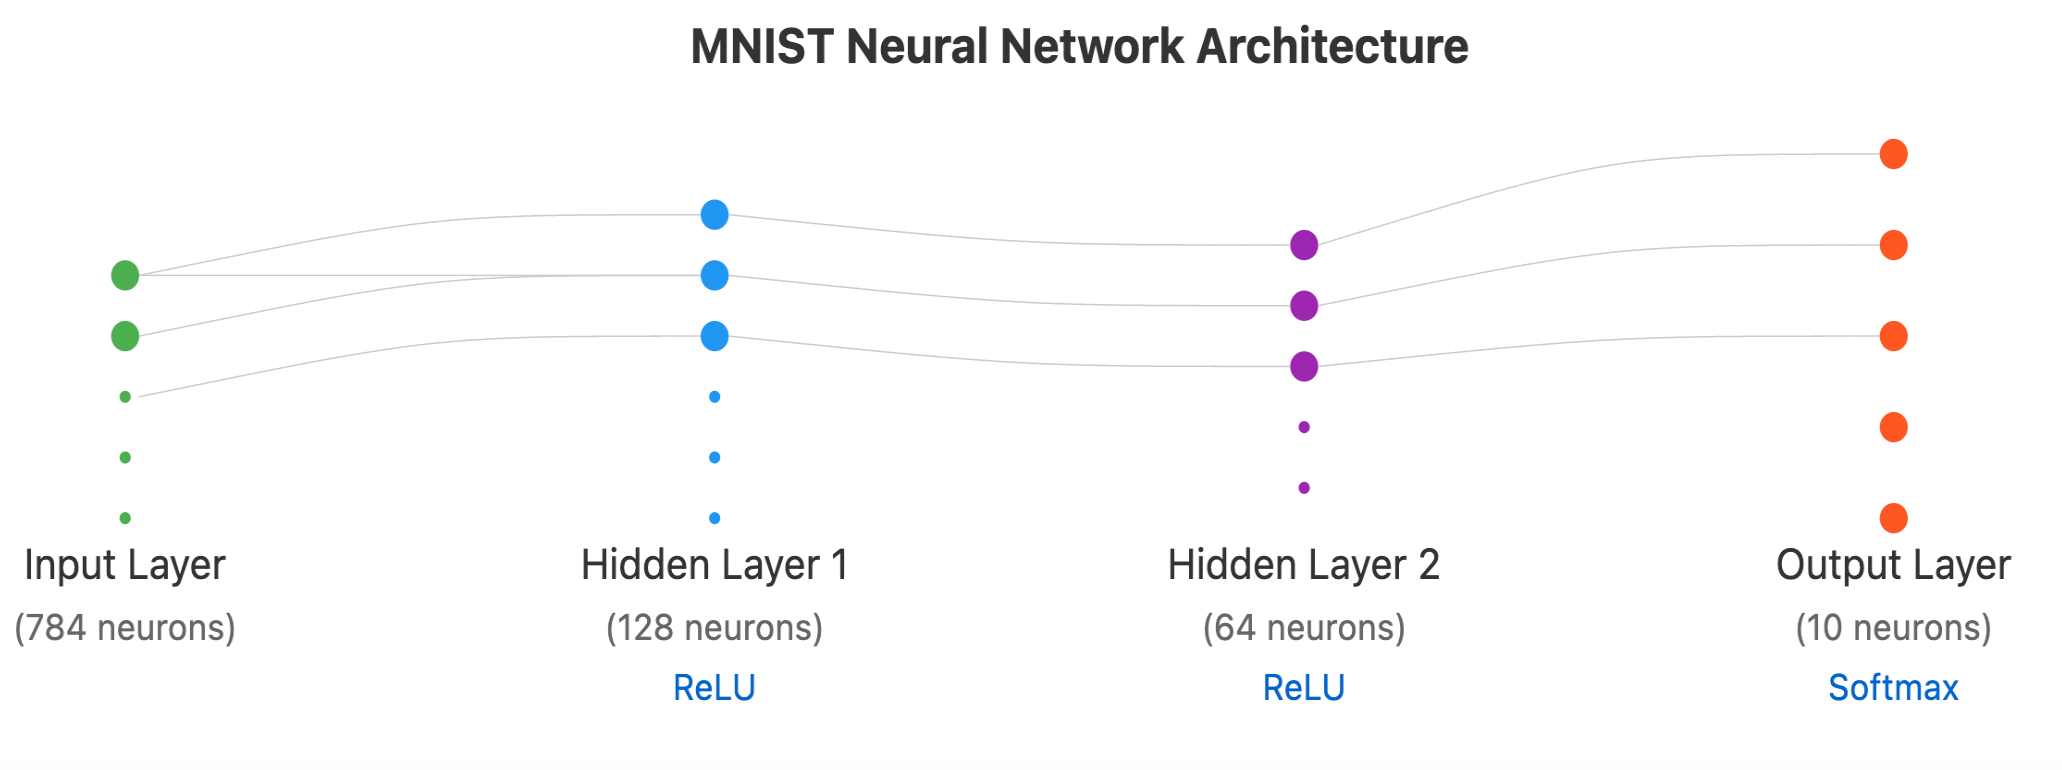 MNIST Neural Network Architecture
Input Layer
(784 neurons)
Hidden Layer 1
(128 neurons)
ReLU
Hidden Layer 2
(64 neurons)
ReLU
Output Layer
(10 neurons)
Softmax